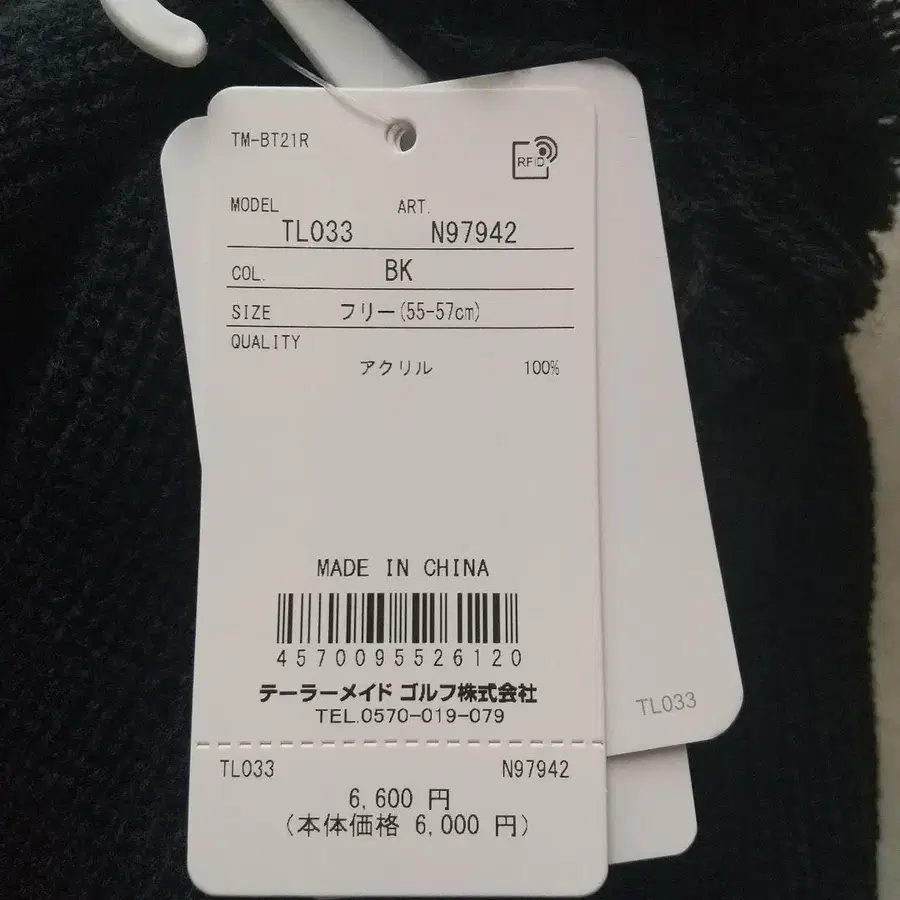 TM-BT21R
RFID
MODEL ART.
TL033 N97942
COL. BK
SIZE フリー(55-57cm)
QUALITY
アクリル 100%
MADE IN CHINA
4570095526120
テーラーメイド ゴルフ株式会社
TEL.0570-019-079
TL033
TL033 N97942
6,600 円
(本体価格 6,000 円)